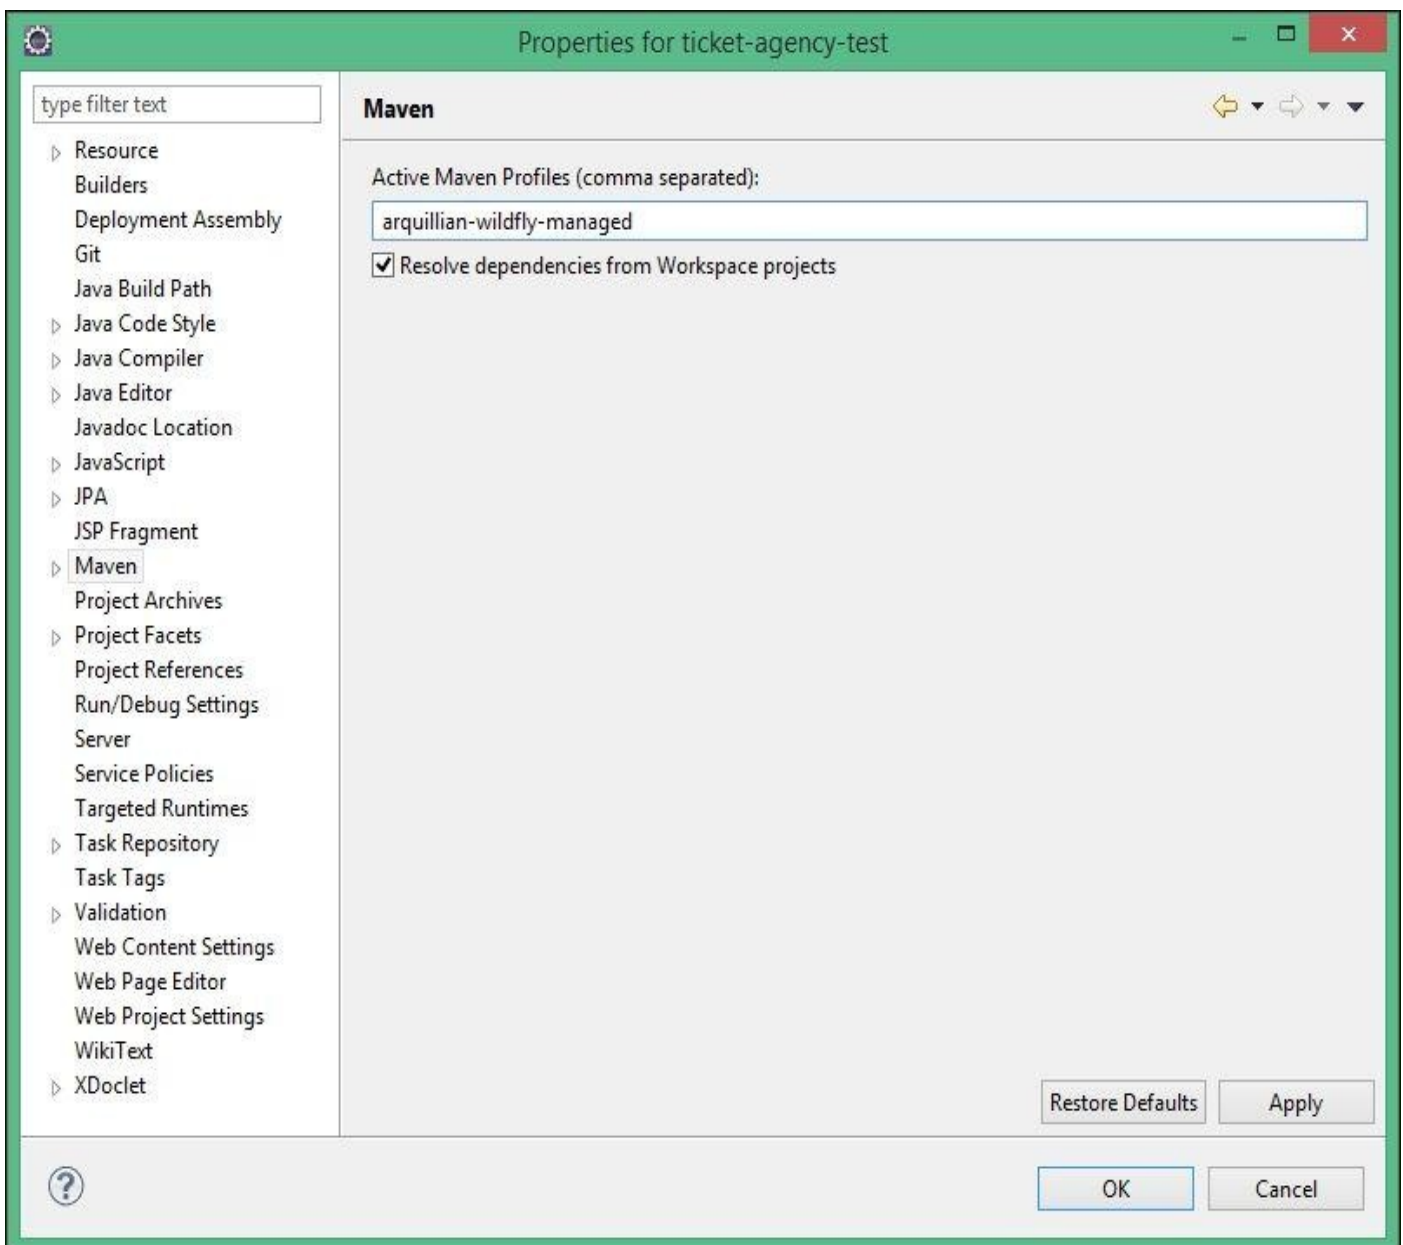 Properties for ticket-agency-test
type filter text
Resource
Builders
Deployment Assembly
Git
Java Build Path
Java Code Style
Java Compiler
Java Editor
Javadoc Location
JavaScript
JPA
JSP Fragment
Maven
Project Archives
Project Facets
Project References
Run/Debug Settings
Server
Service Policies
Targeted Runtimes
Task Repository
Task Tags
Validation
Web Content Settings
Web Page Editor
Web Project Settings
WikiText
XDoclet
Maven
Active Maven Profiles (comma separated):
arquillian-wildfly-managed
Resolve dependencies from Workspace projects
Restore Defaults Apply
OK Cancel